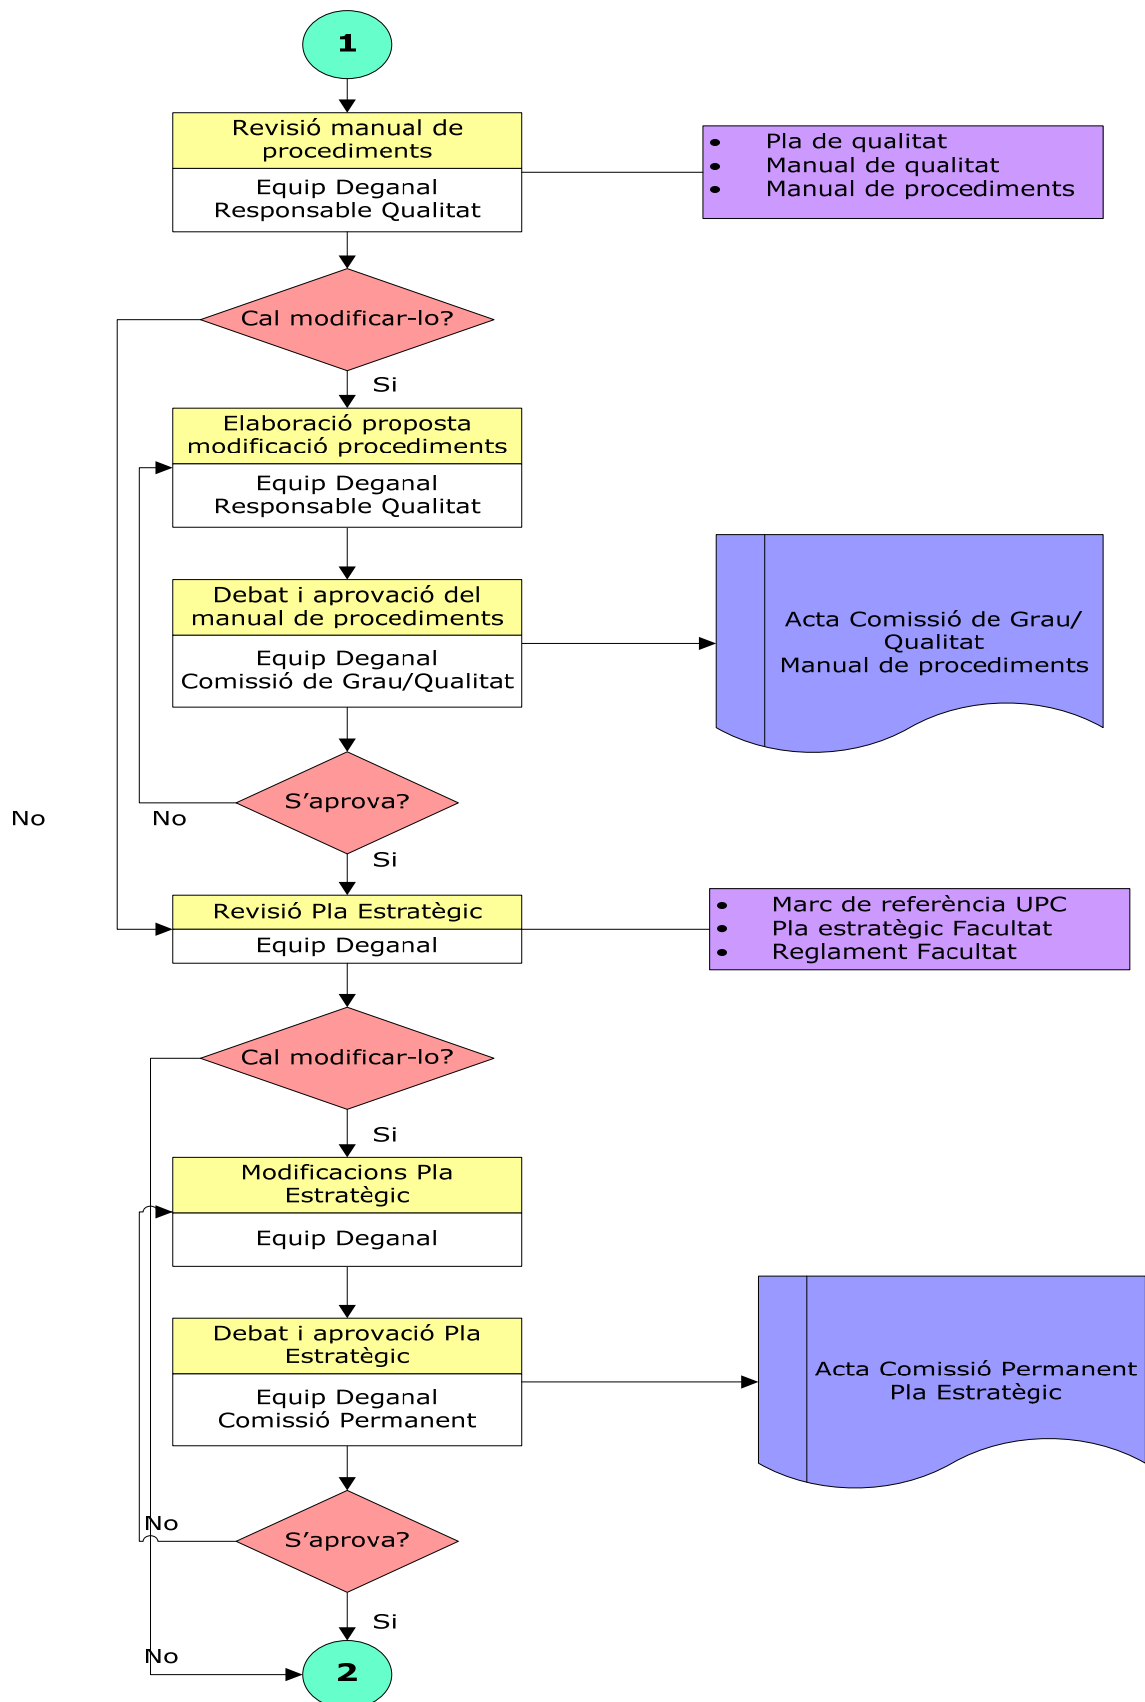 1
Revisió manual de
procediments
Equip Deganal
Responsable Qualitat
• Pla de qualitat
• Manual de qualitat
• Manual de procediments
Cal modificar-lo?
Si
Elaboració proposta
modificació procediments
Equip Deganal
Responsable Qualitat
Debat i aprovació del
manual de procediments
Equip Deganal
Comissió de Grau/Qualitat
Acta Comissió de Grau/
Qualitat
Manual de procediments
S’aprova?
No
No
Si
Revisió Pla Estratègic
Equip Deganal
• Marc de referència UPC
• Pla estratègic Facultat
• Reglament Facultat
Cal modificar-lo?
Si
Modificacions Pla
Estratègic
Equip Deganal
Debat i aprovació Pla
Estratègic
Equip Deganal
Comissió Permanent
Acta Comissió Permanent
Pla Estratègic
No
S’aprova?
Si
No
2